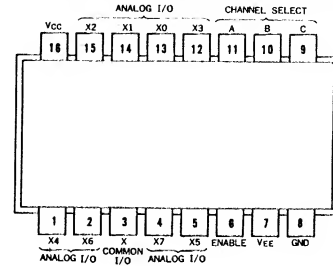 ANALOG I/O CHANNEL SELECT
VCC X2 X1 X0 X3 A B C
16 15 14 13 12 11 10 9
1 2 3 4 5 6 7 8
X4 X6 X X7 X5 ENABLE VEE GND
ANALOG I/O COMMON I/O ANALOG I/O